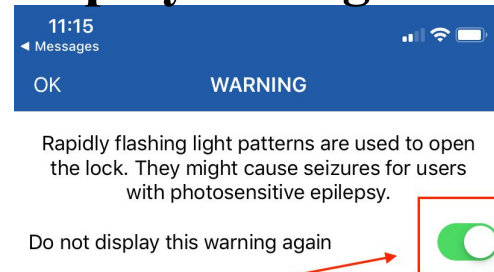 11:15
◀ Messages
OK WARNING
Rapidly flashing light patterns are used to open
the lock. They might cause seizures for users
with photosensitive epilepsy.
Do not display this warning again